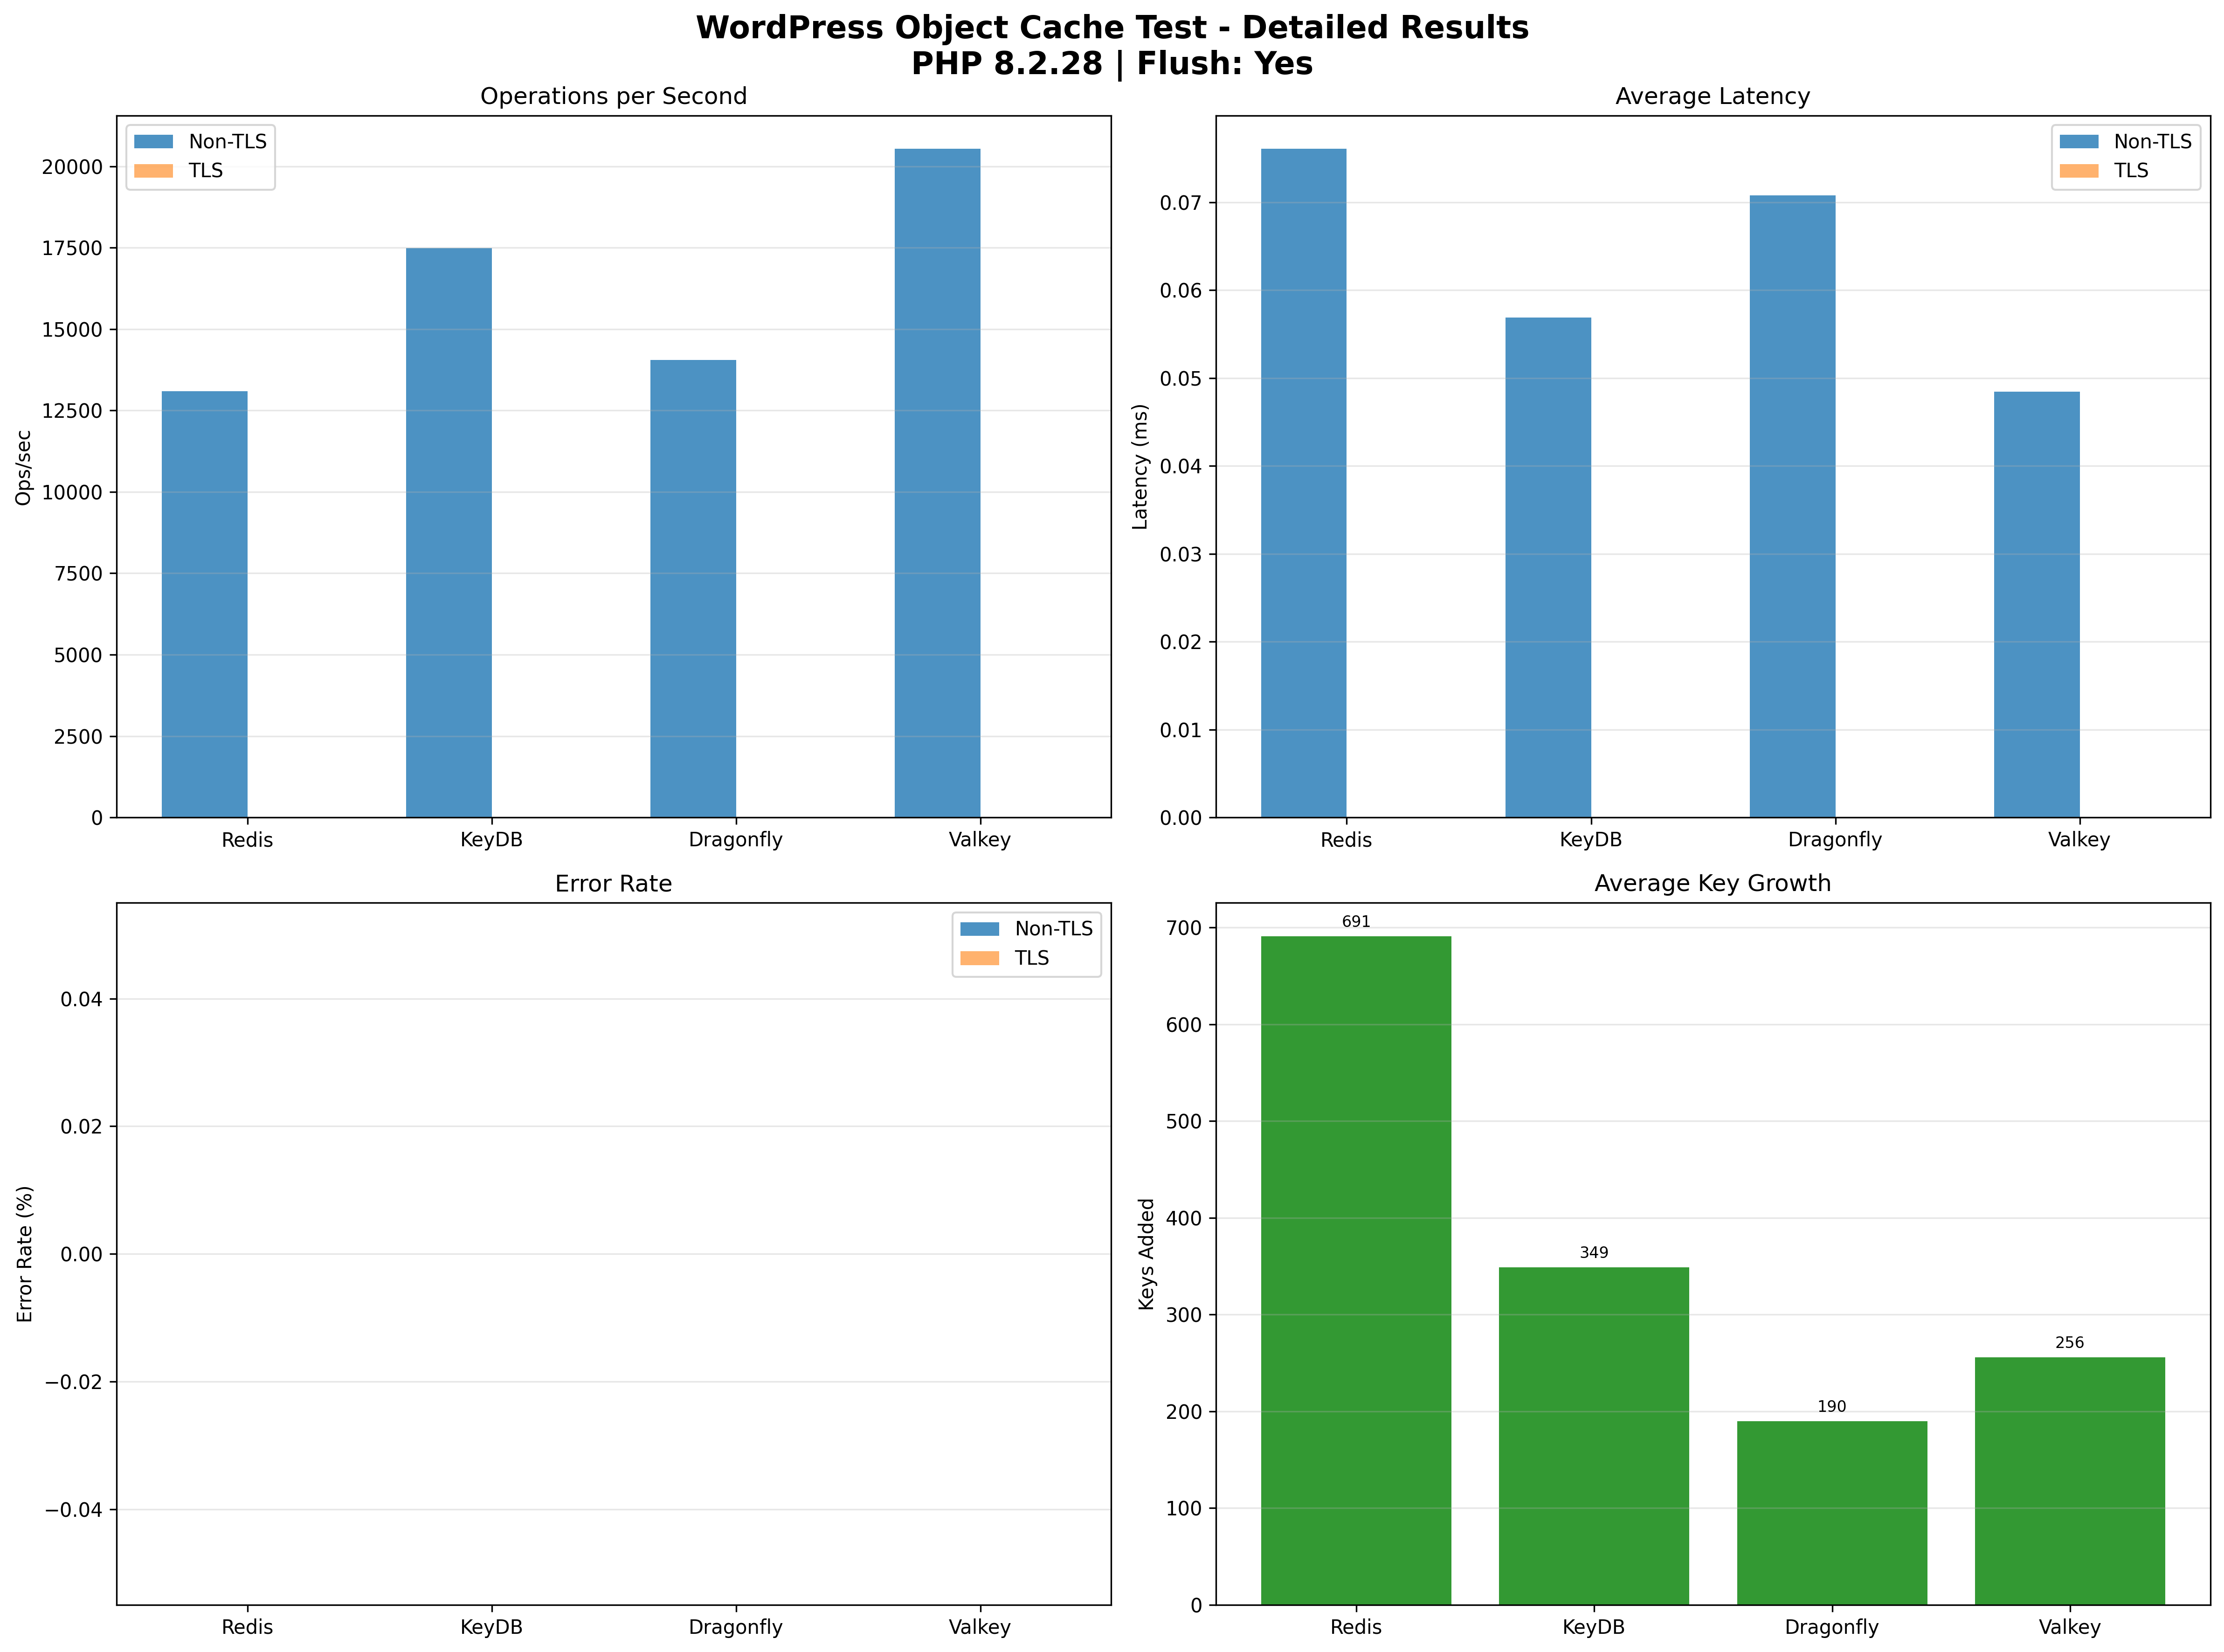 WordPress Object Cache Test - Detailed Results
PHP 8.2.28 | Flush: Yes
Operations per Second
Non-TLS
TLS
20000
17500
15000
12500
10000
7500
5000
2500
0
Ops/sec
Redis
KeyDB
Dragonfly
Valkey
Average Latency
Non-TLS
TLS
0.07
0.06
0.05
0.04
0.03
0.02
0.01
0.00
Latency (ms)
Redis
KeyDB
Dragonfly
Valkey
Error Rate
Non-TLS
TLS
0.04
0.02
0.00
−0.02
−0.04
Error Rate (%)
Redis
KeyDB
Dragonfly
Valkey
Average Key Growth
700
600
500
400
300
200
100
0
Keys Added
691
349
190
256
Redis
KeyDB
Dragonfly
Valkey